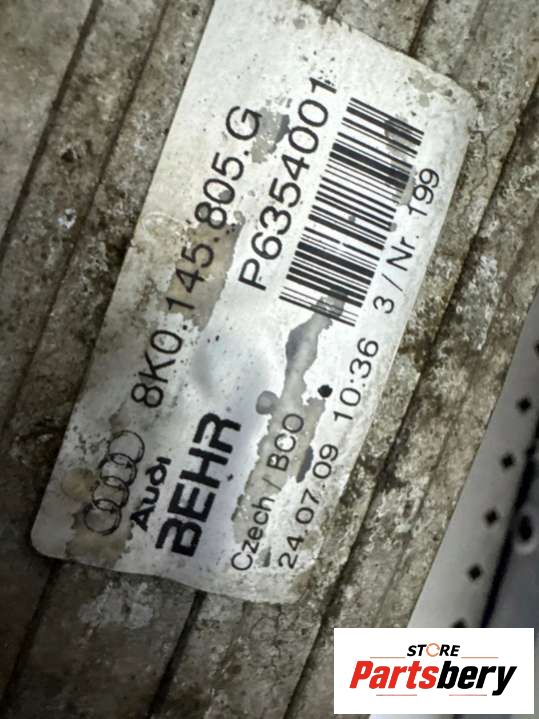 8K0.145.805.G
P6354001
Audi
BEHR
Czech / BCO
24.07.09 10:36 3 / Nr. 199
STORE
Partsbery